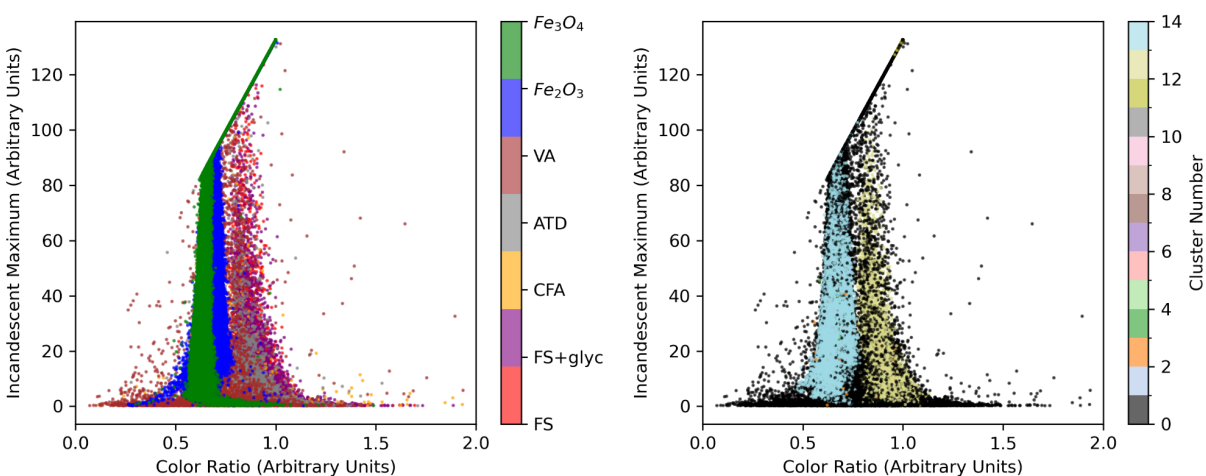 Incandescent Maximum (Arbitrary Units)
120
100
80
60
40
20
0
0.0 0.5 1.0 1.5 2.0
Color Ratio (Arbitrary Units)
Fe₃O₄
Fe₂O₃
VA
ATD
CFA
FS+glyc
FS
Incandescent Maximum (Arbitrary Units)
120
100
80
60
40
20
0
0.0 0.5 1.0 1.5 2.0
Color Ratio (Arbitrary Units)
14
12
10
8
6
4
2
0
Cluster Number